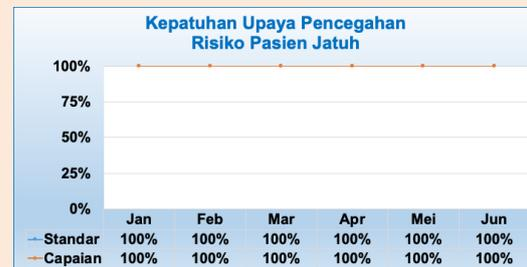 Kepatuhan Upaya Pencegahan
Risiko Pasien Jatuh
100%
75%
50%
25%
0%
Jan Feb Mar Apr Mei Jun
Standar 100% 100% 100% 100% 100% 100%
Capaian 100% 100% 100% 100% 100% 100%